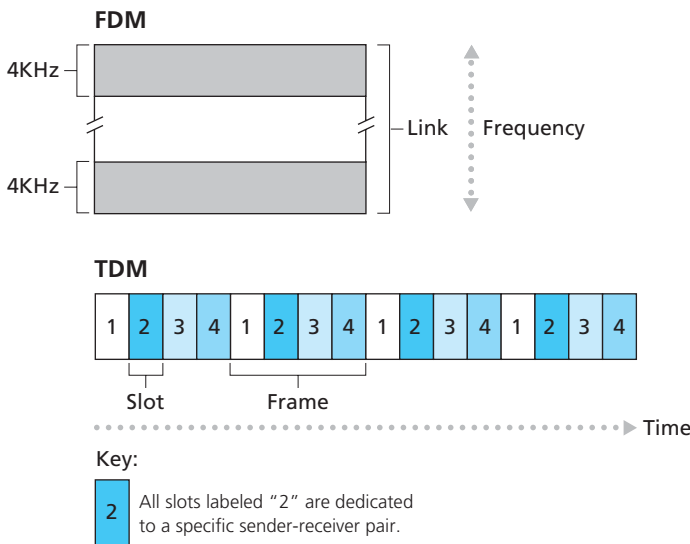 FDM
4KHz
Link
Frequency
4KHz
TDM
1 2 3 4 1 2 3 4 1 2 3 4 1 2 3 4
Slot
Frame
Time
Key:
2
All slots labeled “2” are dedicated
to a specific sender-receiver pair.